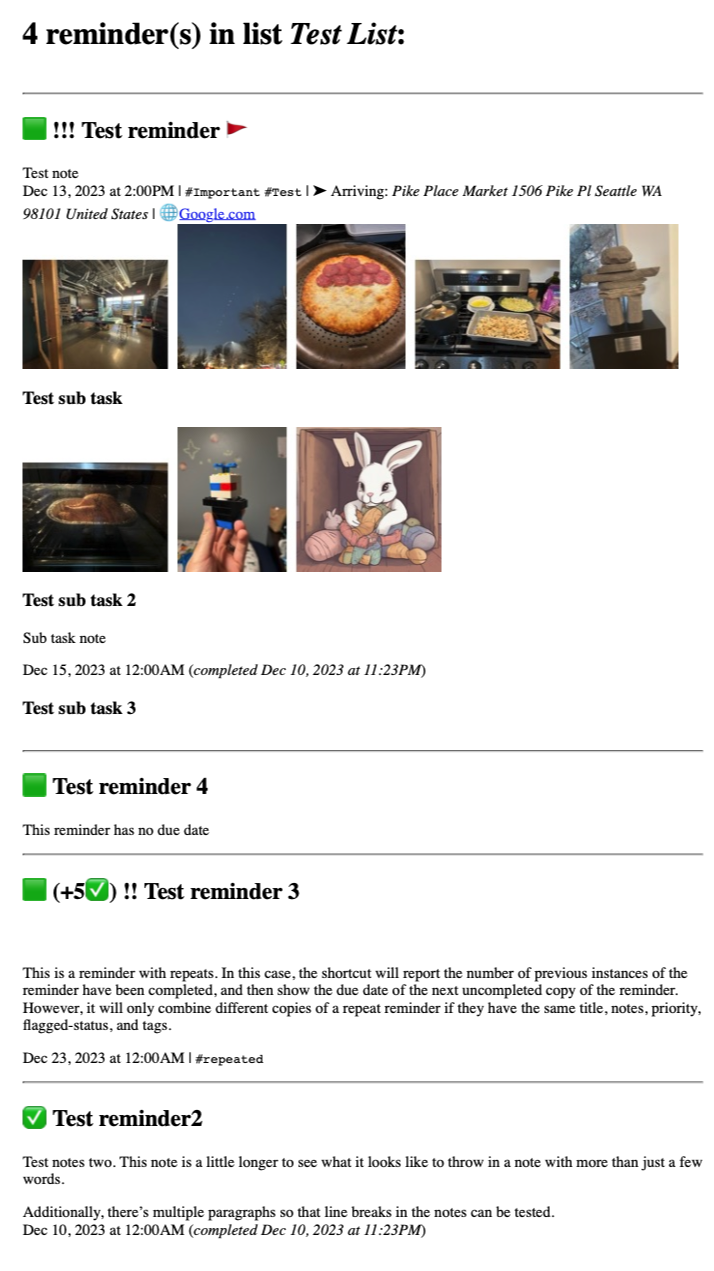 4 reminder(s) in list Test List:
🟩 !!! Test reminder 🚩
Test note
Dec 13, 2023 at 2:00PM | #Important #Test | ➤ Arriving: Pike Place Market 1506 Pike Pl Seattle WA
98101 United States | 🌐Google.com
Test sub task
Test sub task 2
Sub task note
Dec 15, 2023 at 12:00AM (completed Dec 10, 2023 at 11:23PM)
Test sub task 3
🟩 Test reminder 4
This reminder has no due date
🟩 (+5✅) !! Test reminder 3
This is a reminder with repeats. In this case, the shortcut will report the number of previous instances of the
reminder have been completed, and then show the due date of the next uncompleted copy of the reminder.
However, it will only combine different copies of a repeat reminder if they have the same title, notes, priority,
flagged-status, and tags.
Dec 23, 2023 at 12:00AM | #repeated
✅ Test reminder2
Test notes two. This note is a little longer to see what it looks like to throw in a note with more than just a few
words.
Additionally, there’s multiple paragraphs so that line breaks in the notes can be tested.
Dec 10, 2023 at 12:00AM (completed Dec 10, 2023 at 11:23PM)